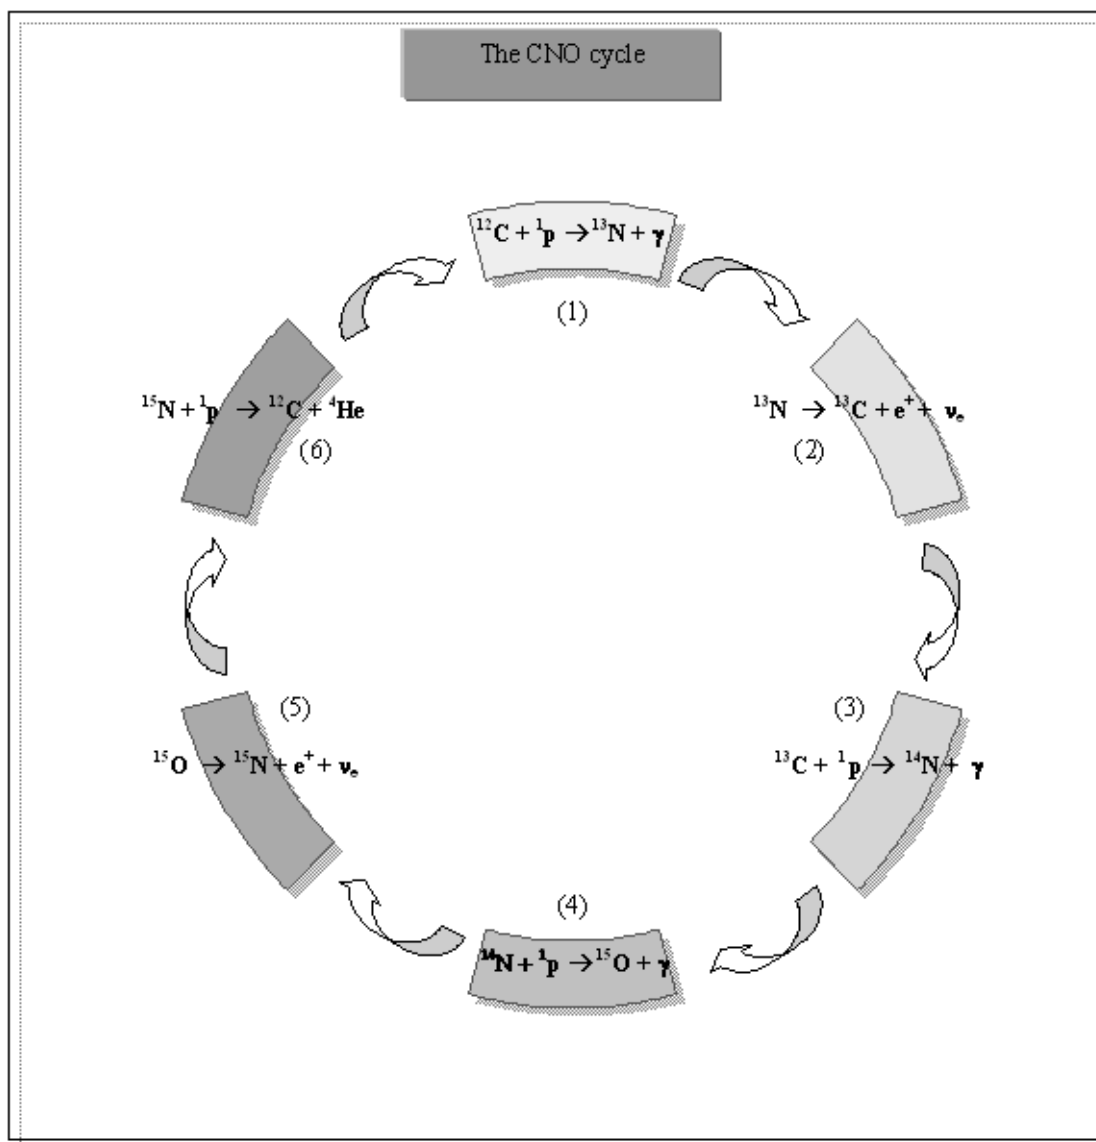 The CNO cycle
¹²C + ¹p → ¹³N + γ
(1)
¹³N → ¹³C + e⁺ + νₑ
(2)
(3)
¹³C + ¹p → ¹⁴N + γ
(4)
¹⁴N + ¹p → ¹⁵O + γ
(5)
¹⁵O → ¹⁵N + e⁺ + νₑ
¹⁵N + ¹p → ¹²C + ⁴He
(6)